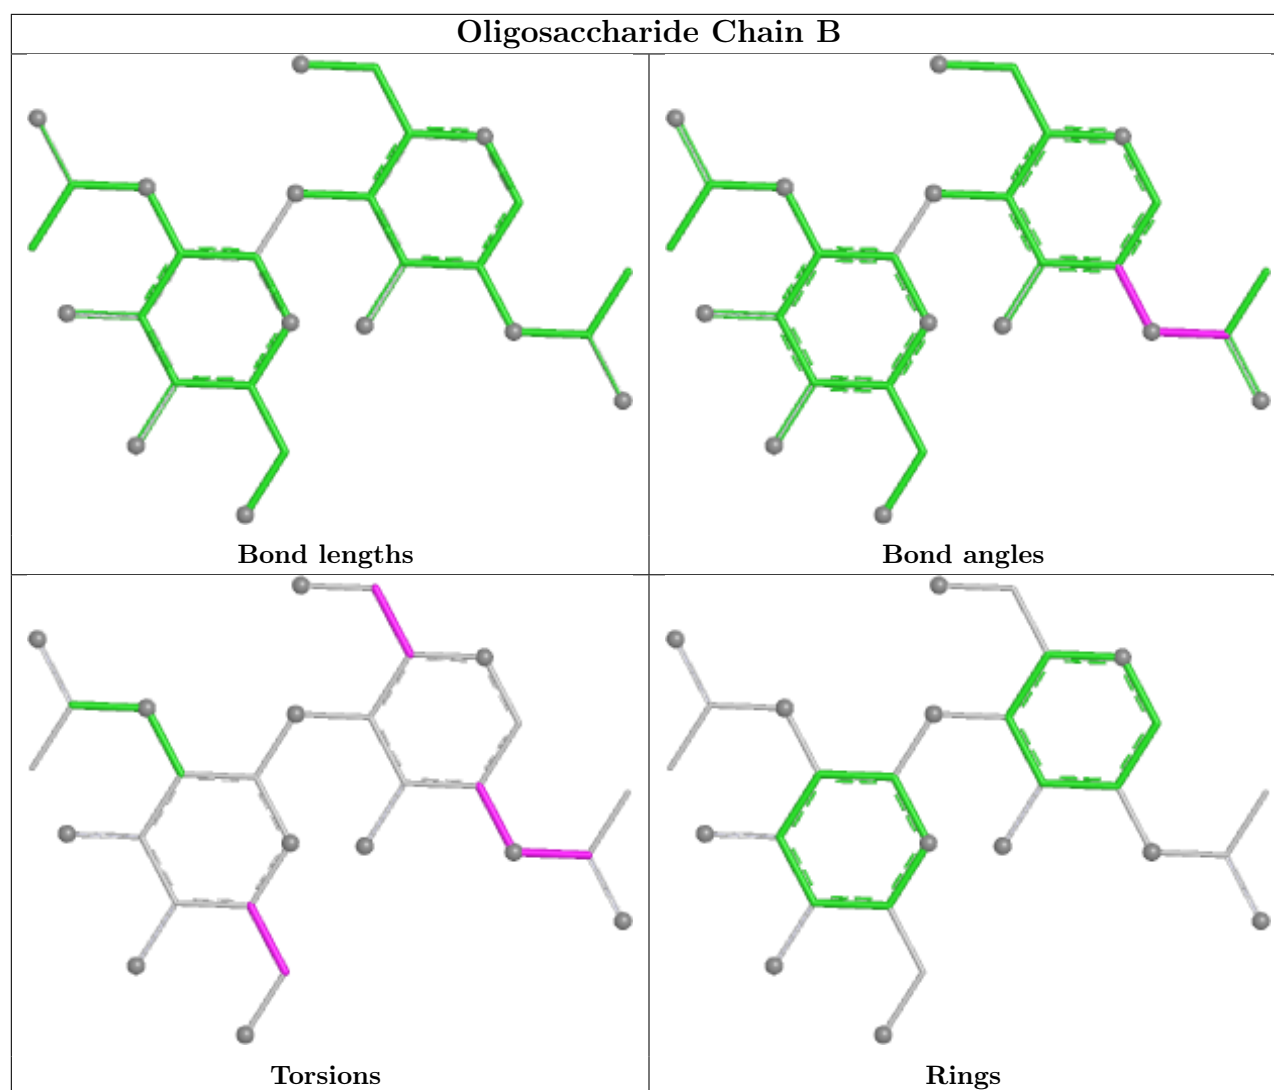 Oligosaccharide Chain B
Bond lengths
Bond angles
Torsions
Rings